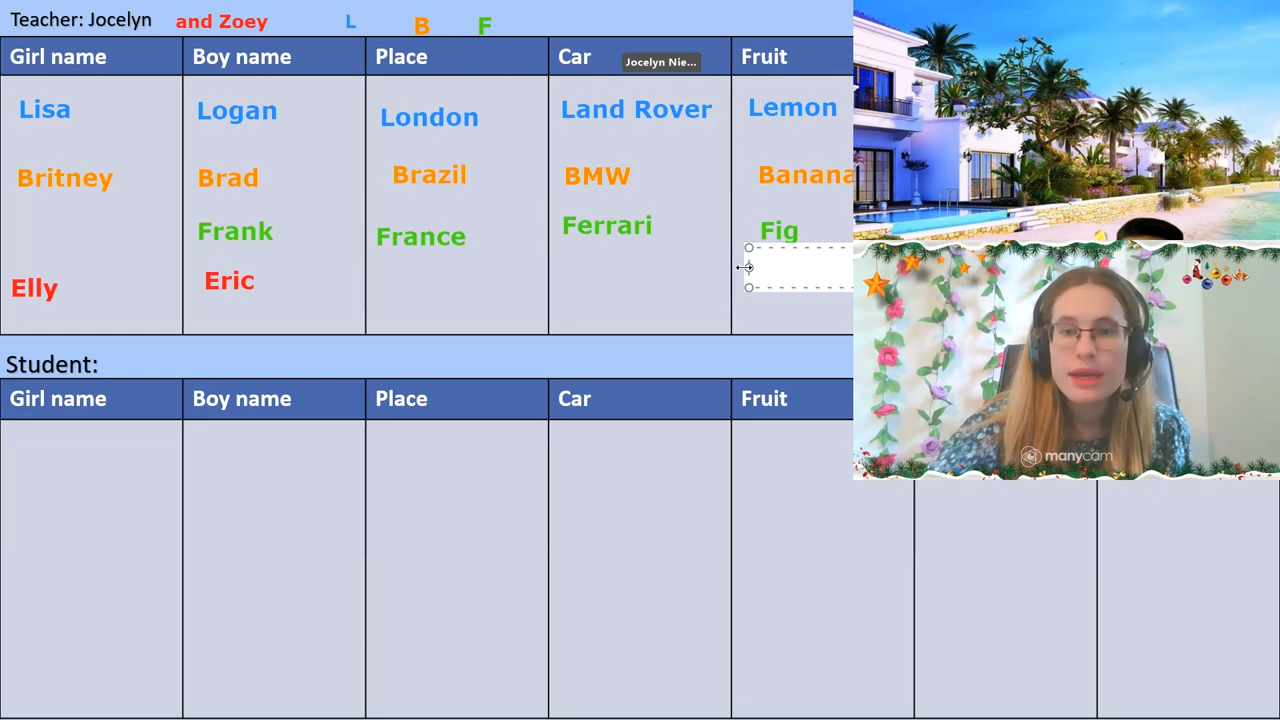 Teacher: Jocelyn and Zoey L B F
Girl name Boy name Place Car Jocelyn Nie... Fruit
Lisa Logan London Land Rover Lemon
Britney Brad Brazil BMW Banana
Frank France Ferrari Fig
Elly Eric
Student:
Girl name Boy name Place Car Fruit
manycam